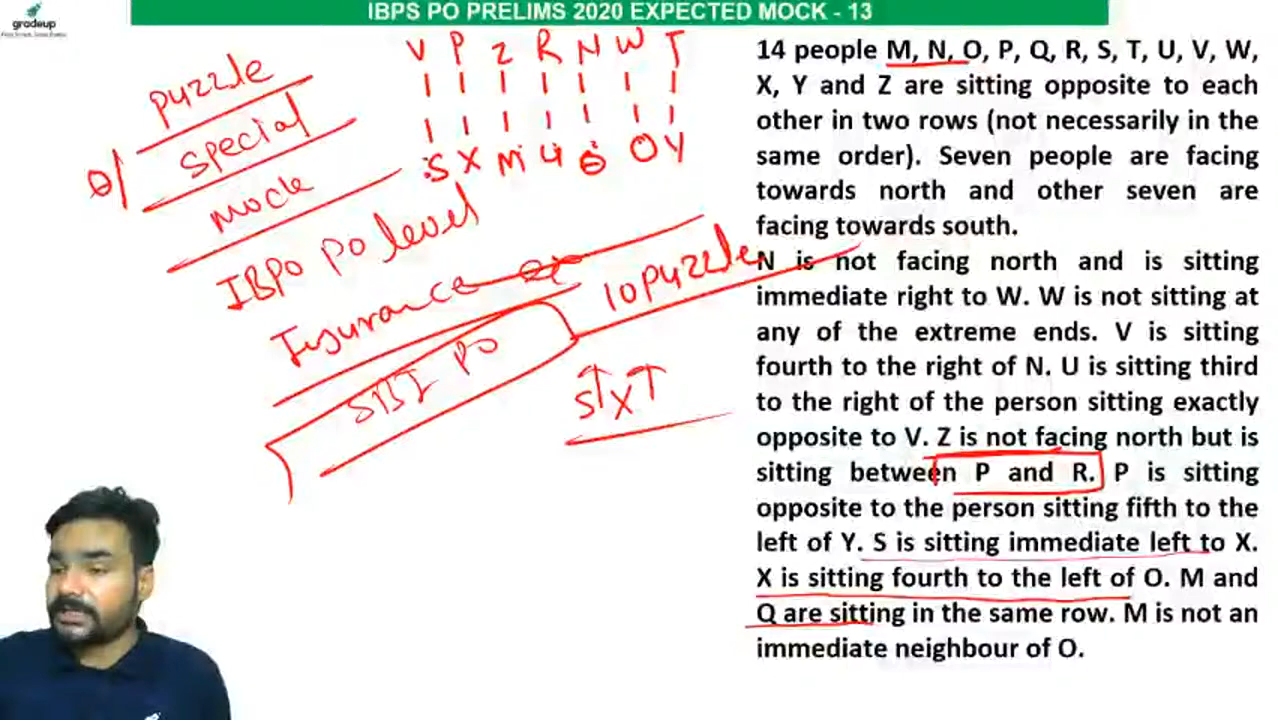 gradeup
IBPS PO PRELIMS 2020 EXPECTED MOCK - 13
V P Z R N W T
S X M U Q O Y
puzzle
special
mock
IBPO PO level
Insurance
10 puzzle
SBI PO
S X
14 people M, N, O, P, Q, R, S, T, U, V, W,
X, Y and Z are sitting opposite to each
other in two rows (not necessarily in the
same order). Seven people are facing
towards north and other seven are
facing towards south.
N is not facing north and is sitting
immediate right to W. W is not sitting at
any of the extreme ends. V is sitting
fourth to the right of N. U is sitting third
to the right of the person sitting exactly
opposite to V. Z is not facing north but is
sitting between P and R. P is sitting
opposite to the person sitting fifth to the
left of Y. S is sitting immediate left to X.
X is sitting fourth to the left of O. M and
Q are sitting in the same row. M is not an
immediate neighbour of O.